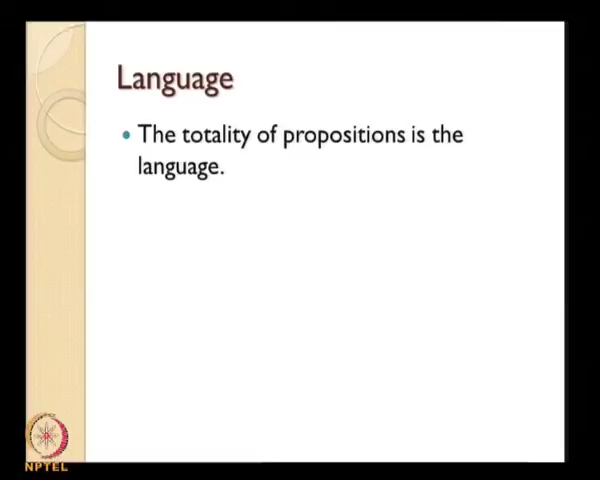 Language
The totality of propositions is the
language.
NPTEL